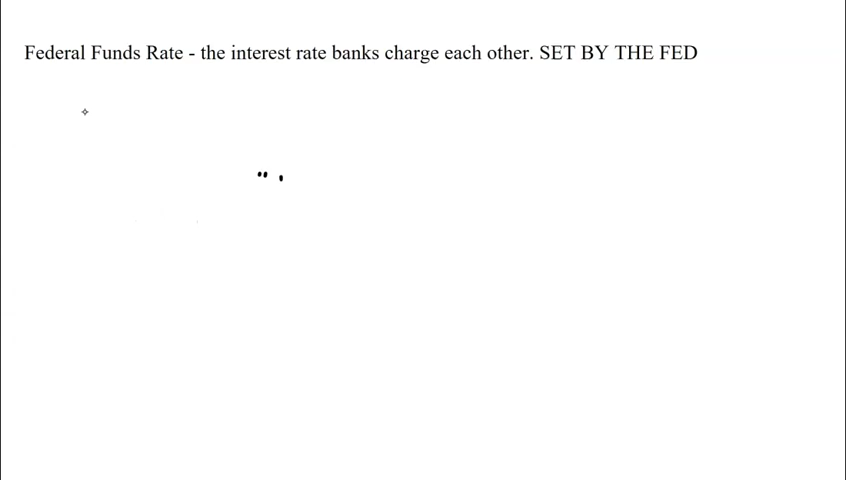 Federal Funds Rate - the interest rate banks charge each other. SET BY THE FED